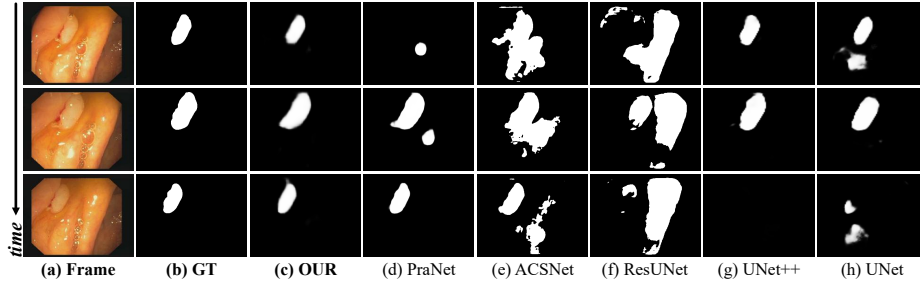 time
(a) Frame (b) GT (c) OUR (d) PraNet (e) ACSNet (f) ResUNet (g) UNet++ (h) UNet